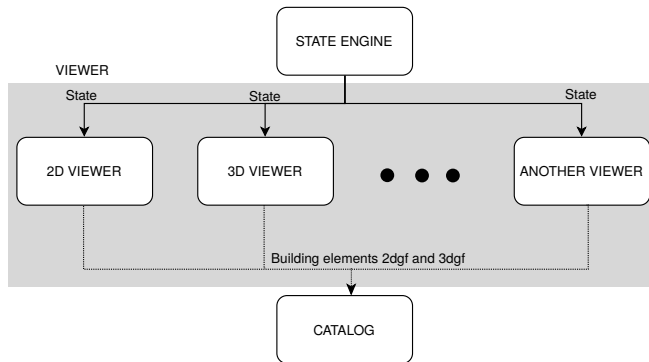 STATE ENGINE
VIEWER
State
State
State
2D VIEWER
3D VIEWER
ANOTHER VIEWER
Building elements 2dgf and 3dgf
CATALOG